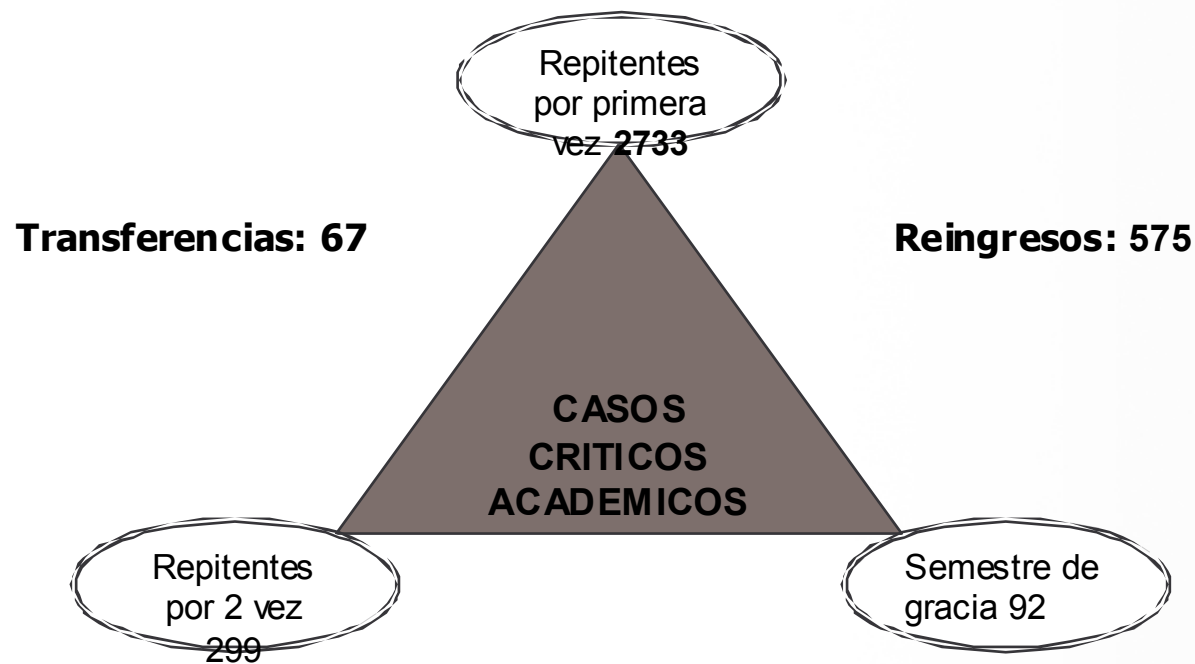 Repitentes
por primera
vez 2733
Transferencias: 67
Reingresos: 575
CASOS
CRITICOS
ACADEMICOS
Repitentes
por 2 vez
299
Semestre de
gracia 92